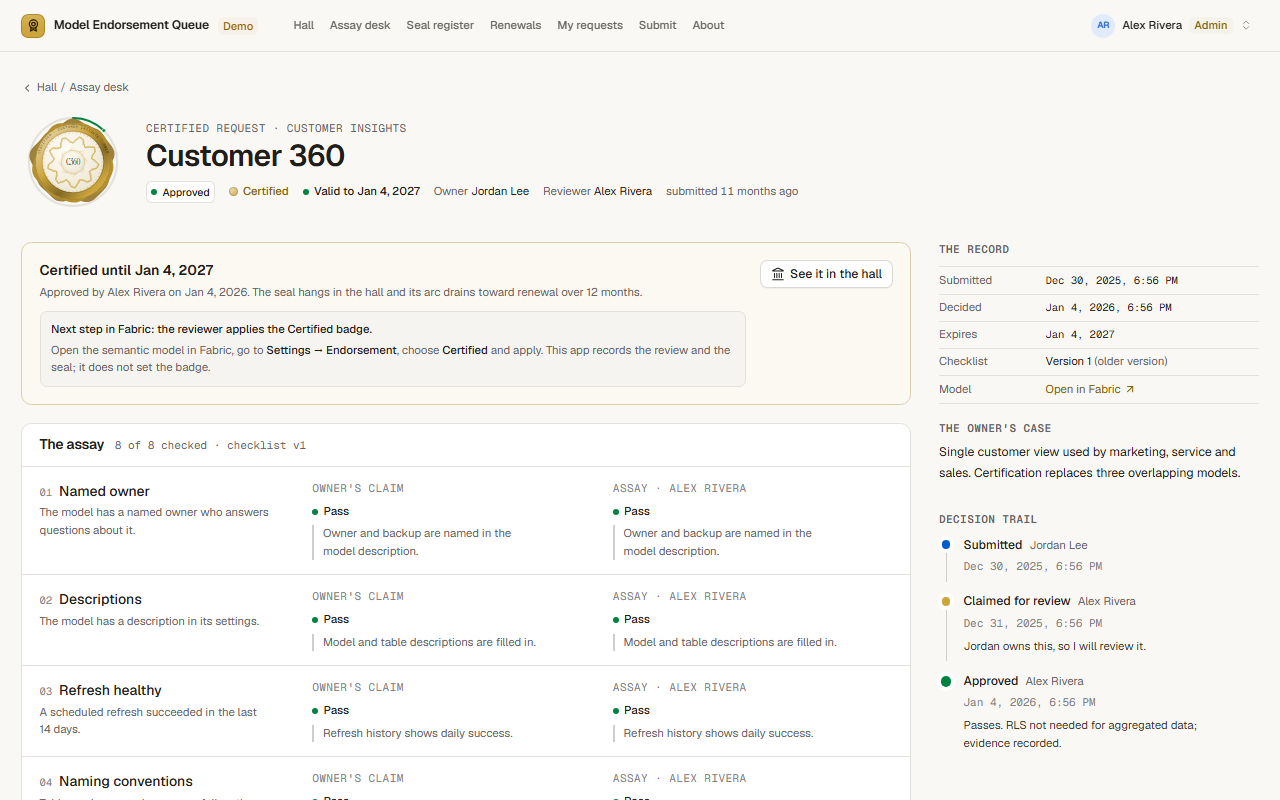 Model Endorsement Queue Demo Hall Assay desk Seal register Renewals My requests Submit About AR Alex Rivera Admin
Hall / Assay desk
C360
CERTIFIED REQUEST · CUSTOMER INSIGHTS
Customer 360
Approved Certified Valid to Jan 4, 2027 Owner Jordan Lee Reviewer Alex Rivera submitted 11 months ago
Certified until Jan 4, 2027
Approved by Alex Rivera on Jan 4, 2026. The seal hangs in the hall and its arc drains toward renewal over 12 months.
See it in the hall
Next step in Fabric: the reviewer applies the Certified badge.
Open the semantic model in Fabric, go to Settings → Endorsement, choose Certified and apply. This app records the review and the
seal; it does not set the badge.
The assay 8 of 8 checked · checklist v1
01 Named owner
The model has a named owner who answers
questions about it.
OWNER'S CLAIM
Pass
Owner and backup are named in the
model description.
ASSAY · ALEX RIVERA
Pass
Owner and backup are named in the
model description.
02 Descriptions
The model has a description in its settings.
OWNER'S CLAIM
Pass
Model and table descriptions are filled in.
ASSAY · ALEX RIVERA
Pass
Model and table descriptions are filled in.
03 Refresh healthy
A scheduled refresh succeeded in the last
14 days.
OWNER'S CLAIM
Pass
Refresh history shows daily success.
ASSAY · ALEX RIVERA
Pass
Refresh history shows daily success.
04 Naming conventions
OWNER'S CLAIM
ASSAY · ALEX RIVERA
THE RECORD
Submitted Dec 30, 2025, 6:56 PM
Decided Jan 4, 2026, 6:56 PM
Expires Jan 4, 2027
Checklist Version 1 (older version)
Model Open in Fabric ↗
THE OWNER'S CASE
Single customer view used by marketing, service and
sales. Certification replaces three overlapping models.
DECISION TRAIL
Submitted Jordan Lee
Dec 30, 2025, 6:56 PM
Claimed for review Alex Rivera
Dec 31, 2025, 6:56 PM
Jordan owns this, so I will review it.
Approved Alex Rivera
Jan 4, 2026, 6:56 PM
Passes. RLS not needed for aggregated data;
evidence recorded.